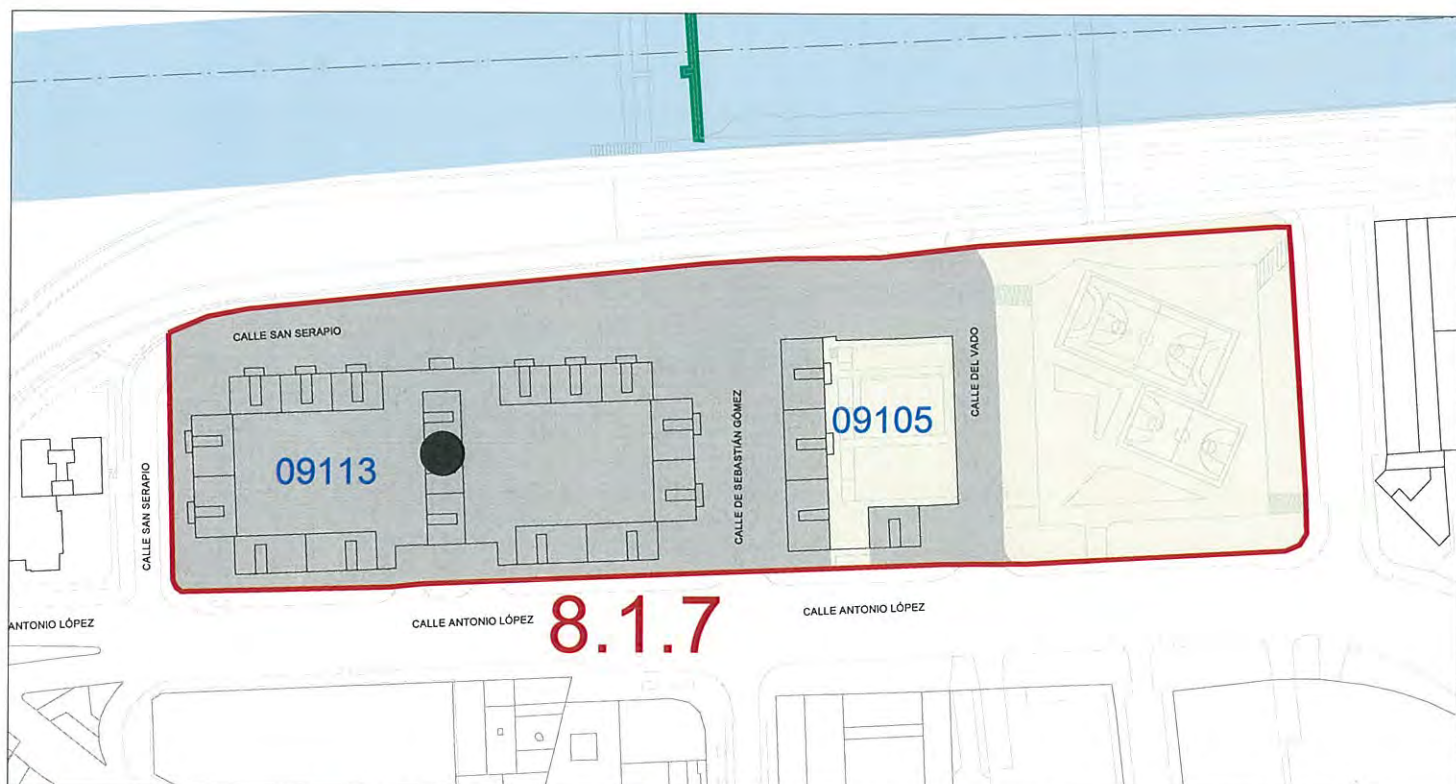 CALLE SAN SERAPIO
CALLE DEL VADO
CALLE DE SEBASTIÁN GÓMEZ
09105
09113
CALLE SAN SERAPIO
ANTONIO LÓPEZ
CALLE ANTONIO LÓPEZ
8.1.7
CALLE ANTONIO LÓPEZ